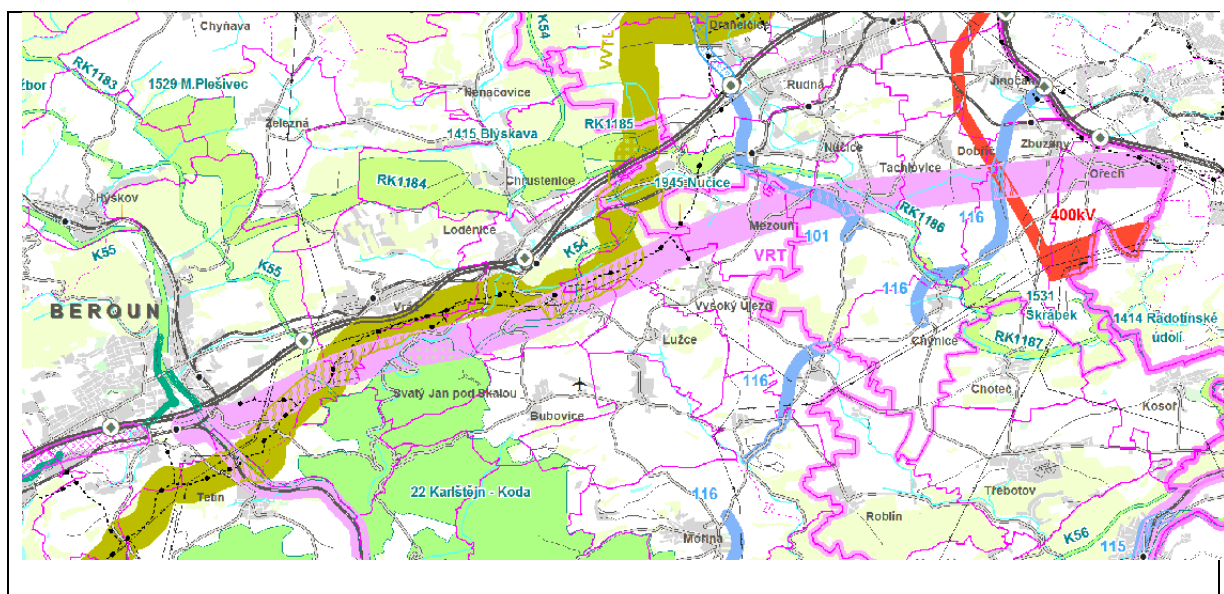 Chyňava
K54
VVTL
Drahelčice
RK1183
žbor
1529 M.Plešivec
Nenačovice
Rudná
Jinočany
Železná
1415 Blýskava
RK1185
Nučice
Dobříč
Zbuzany
RK1184
Chrustenice
1945 Nučice
Tachlovice
Ořech
Hýskov
RK1186
116
400kV
K55
Loděnice
K54
Mezouň
101
VRT
K55
BEROUN
Vráž
Vysoký Újezd
116
1531
Škrábek
1414 Radotínské
údolí
Lužce
Chýnice
RK1187
116
Svatý Jan pod Skalou
Bubovice
Choteč
Kosoř
22 Karlštejn - Koda
Tetín
116
Třebotov
Roblín
Mořina
K56
115